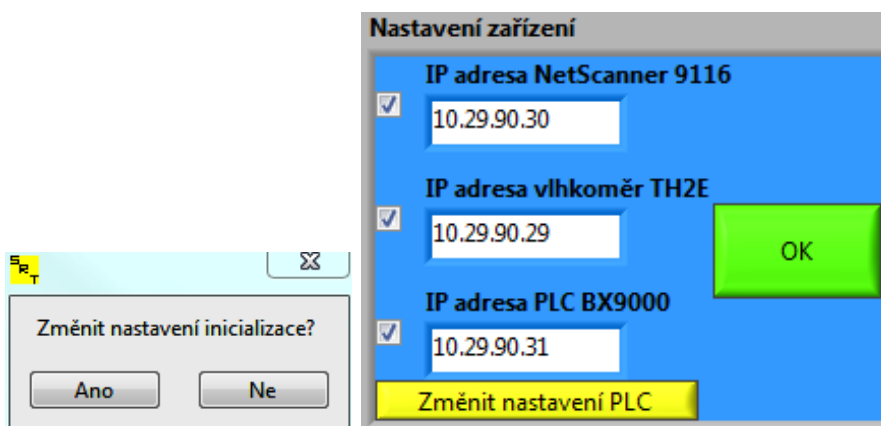 SRT
Změnit nastavení inicializace?
Ano
Ne
Nastavení zařízení
IP adresa NetScanner 9116
10.29.90.30
IP adresa vlhkoměr TH2E
10.29.90.29
OK
IP adresa PLC BX9000
10.29.90.31
Změnit nastavení PLC